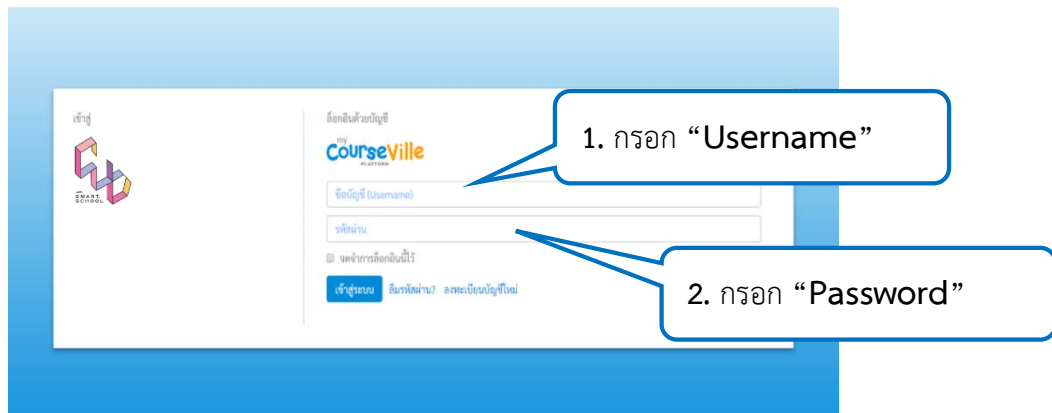 เข้าสู่
SMART
SCHOOL
ล็อกอินด้วยบัญชี
my
CourseVille
PLATFORM
ชื่อบัญชี (Username)
รหัสผ่าน
จดจำการล็อกอินนี้ไว้
เข้าสู่ระบบ ลืมรหัสผ่าน? ลงทะเบียนบัญชีใหม่
1. กรอก “Username”
2. กรอก “Password”